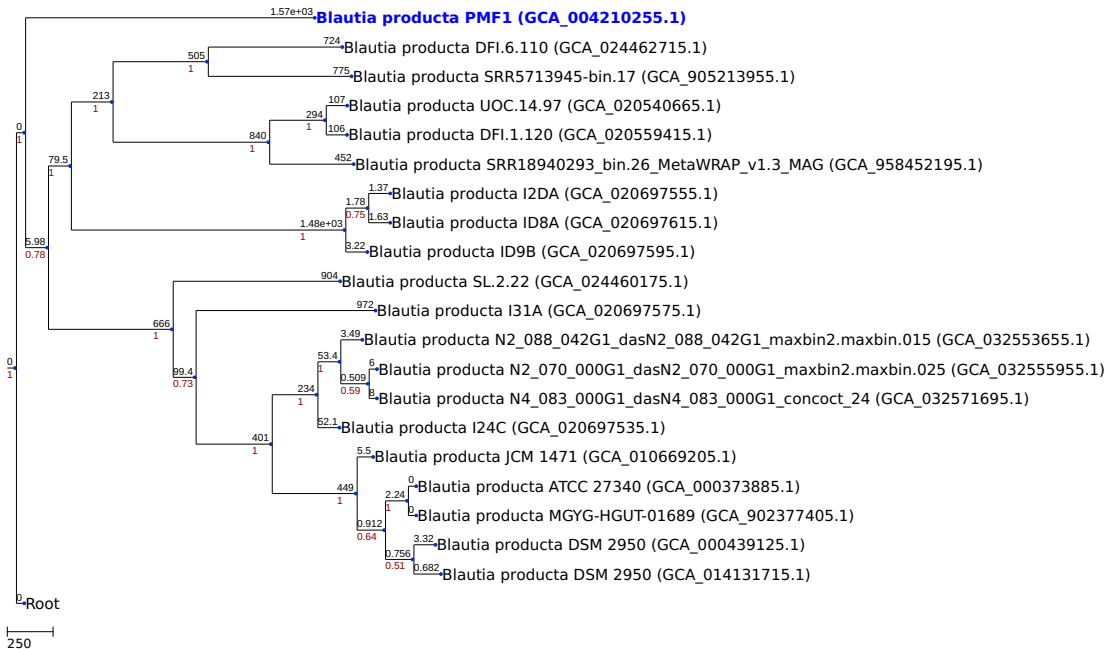 1.57e+03 Blautia producta PMF1 (GCA_004210255.1)
724 Blautia producta DFI.6.110 (GCA_024462715.1)
505
1
775 Blautia producta SRR5713945-bin.17 (GCA_905213955.1)
213
1
107 Blautia producta UOC.14.97 (GCA_020540665.1)
294
1
0
1
106 Blautia producta DFI.1.120 (GCA_020559415.1)
840
1
452 Blautia producta SRR18940293_bin.26_MetaWRAP_v1.3_MAG (GCA_958452195.1)
79.5
1
1.37 Blautia producta I2DA (GCA_020697555.1)
1.78
0.75
1.63 Blautia producta ID8A (GCA_020697615.1)
1.48e+03
1
5.98
0.78
3.22 Blautia producta ID9B (GCA_020697595.1)
904 Blautia producta SL.2.22 (GCA_024460175.1)
972 Blautia producta I31A (GCA_020697575.1)
666
1
3.49 Blautia producta N2_088_042G1_dasN2_088_042G1_maxbin2.maxbin.015 (GCA_032553655.1)
53.4
1
0
1
6 Blautia producta N2_070_000G1_dasN2_070_000G1_maxbin2.maxbin.025 (GCA_032555955.1)
99.4
0.73
0.509
0.59
8 Blautia producta N4_083_000G1_dasN4_083_000G1_concoct_24 (GCA_032571695.1)
234
1
52.1 Blautia producta I24C (GCA_020697535.1)
401
1
5.5 Blautia producta JCM 1471 (GCA_010669205.1)
0 Blautia producta ATCC 27340 (GCA_000373885.1)
449
1
2.24
1
0 Blautia producta MGYG-HGUT-01689 (GCA_902377405.1)
0.912
0.64
3.32 Blautia producta DSM 2950 (GCA_000439125.1)
0.756
0.51
0.682 Blautia producta DSM 2950 (GCA_014131715.1)
0 Root
250